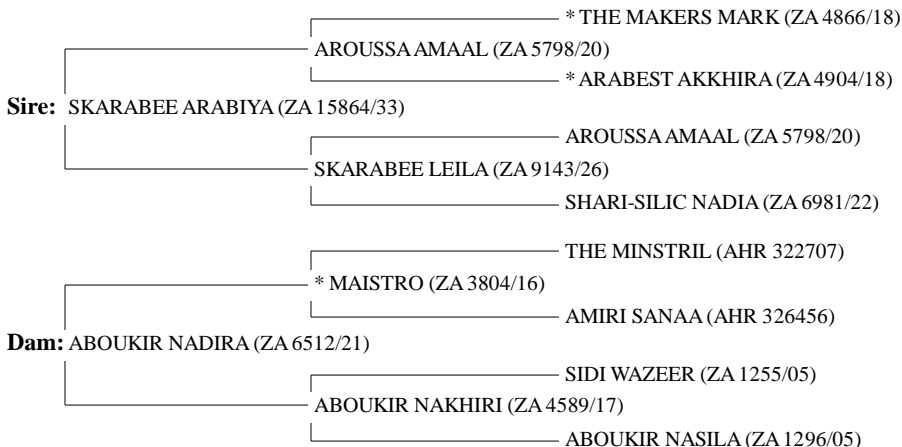 * THE MAKERS MARK (ZA 4866/18)
AROUSSA AMAAL (ZA 5798/20)
* ARABEST AKKHIRA (ZA 4904/18)
Sire: SKARABEE ARABIYA (ZA 15864/33)
AROUSSA AMAAL (ZA 5798/20)
SKARABEE LEILA (ZA 9143/26)
SHARI-SILIC NADIA (ZA 6981/22)
THE MINSTRIL (AHR 322707)
* MAISTRO (ZA 3804/16)
AMIRI SANAA (AHR 326456)
Dam: ABOUKIR NADIRA (ZA 6512/21)
SIDI WAZEER (ZA 1255/05)
ABOUKIR NAKHIRI (ZA 4589/17)
ABOUKIR NASILA (ZA 1296/05)